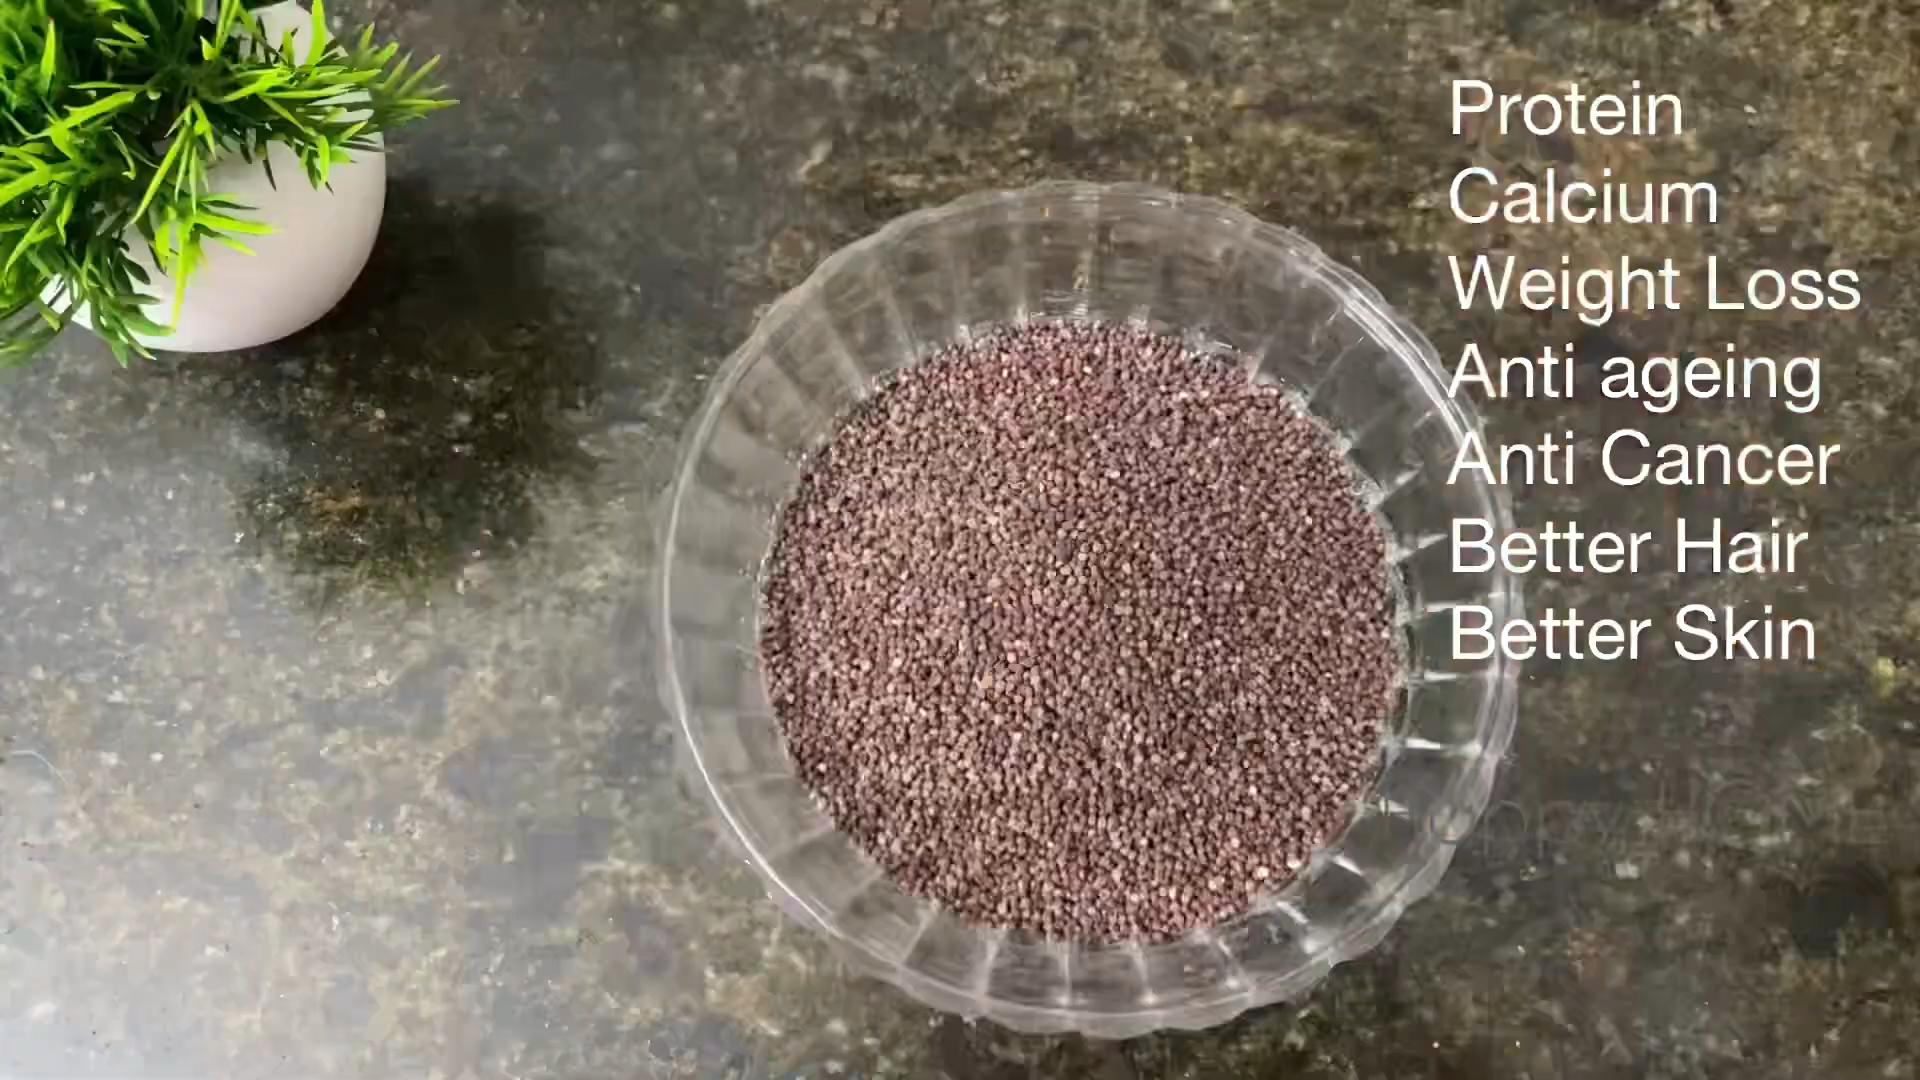 Protein
Calcium
Weight Loss
Anti ageing
Anti Cancer
Better Hair
Better Skin